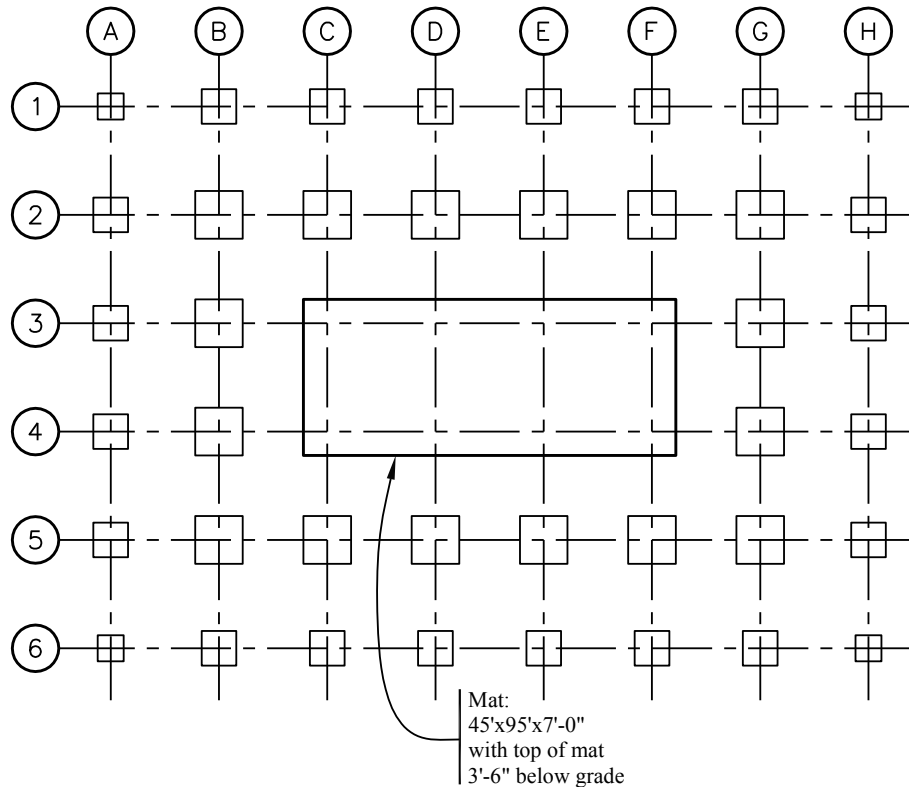 A B C D E F G H
1
2
3
4
5
6
Mat:
45'x95'x7'-0"
with top of mat
3'-6" below grade